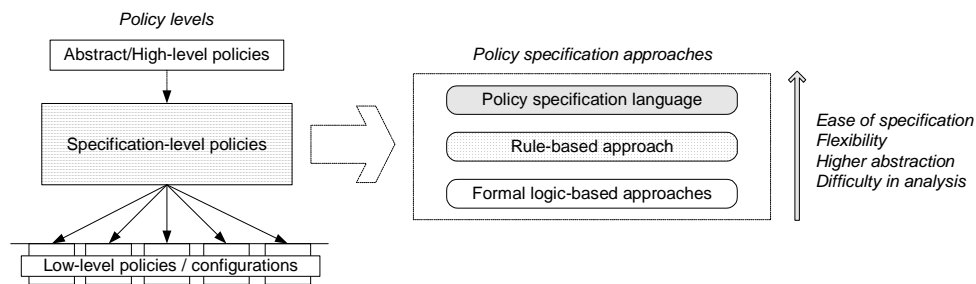 Policy levels
Abstract/High-level policies
Specification-level policies
Low-level policies / configurations
Policy specification approaches
Policy specification language
Rule-based approach
Formal logic-based approaches
Ease of specification
Flexibility
Higher abstraction
Difficulty in analysis